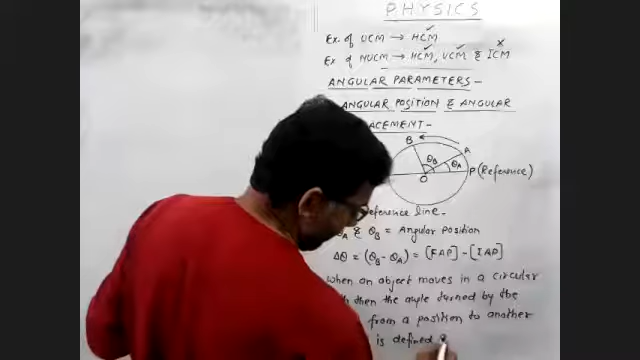 PHYSICS
Ex. of UCM → HCM
Ex of NUCM → HCM, VCM & ICM
ANGULAR PARAMETERS -
ANGULAR POSITION & ANGULAR
ACEMENT -
B
A
θB
θA
O
P (Reference)
eference line.
θA & θB = Angular Position
Δθ = (θB - θA) = [FAP] - [IAP]
When an object moves in a circular
then the angle turned by the
from a position to another
is defined